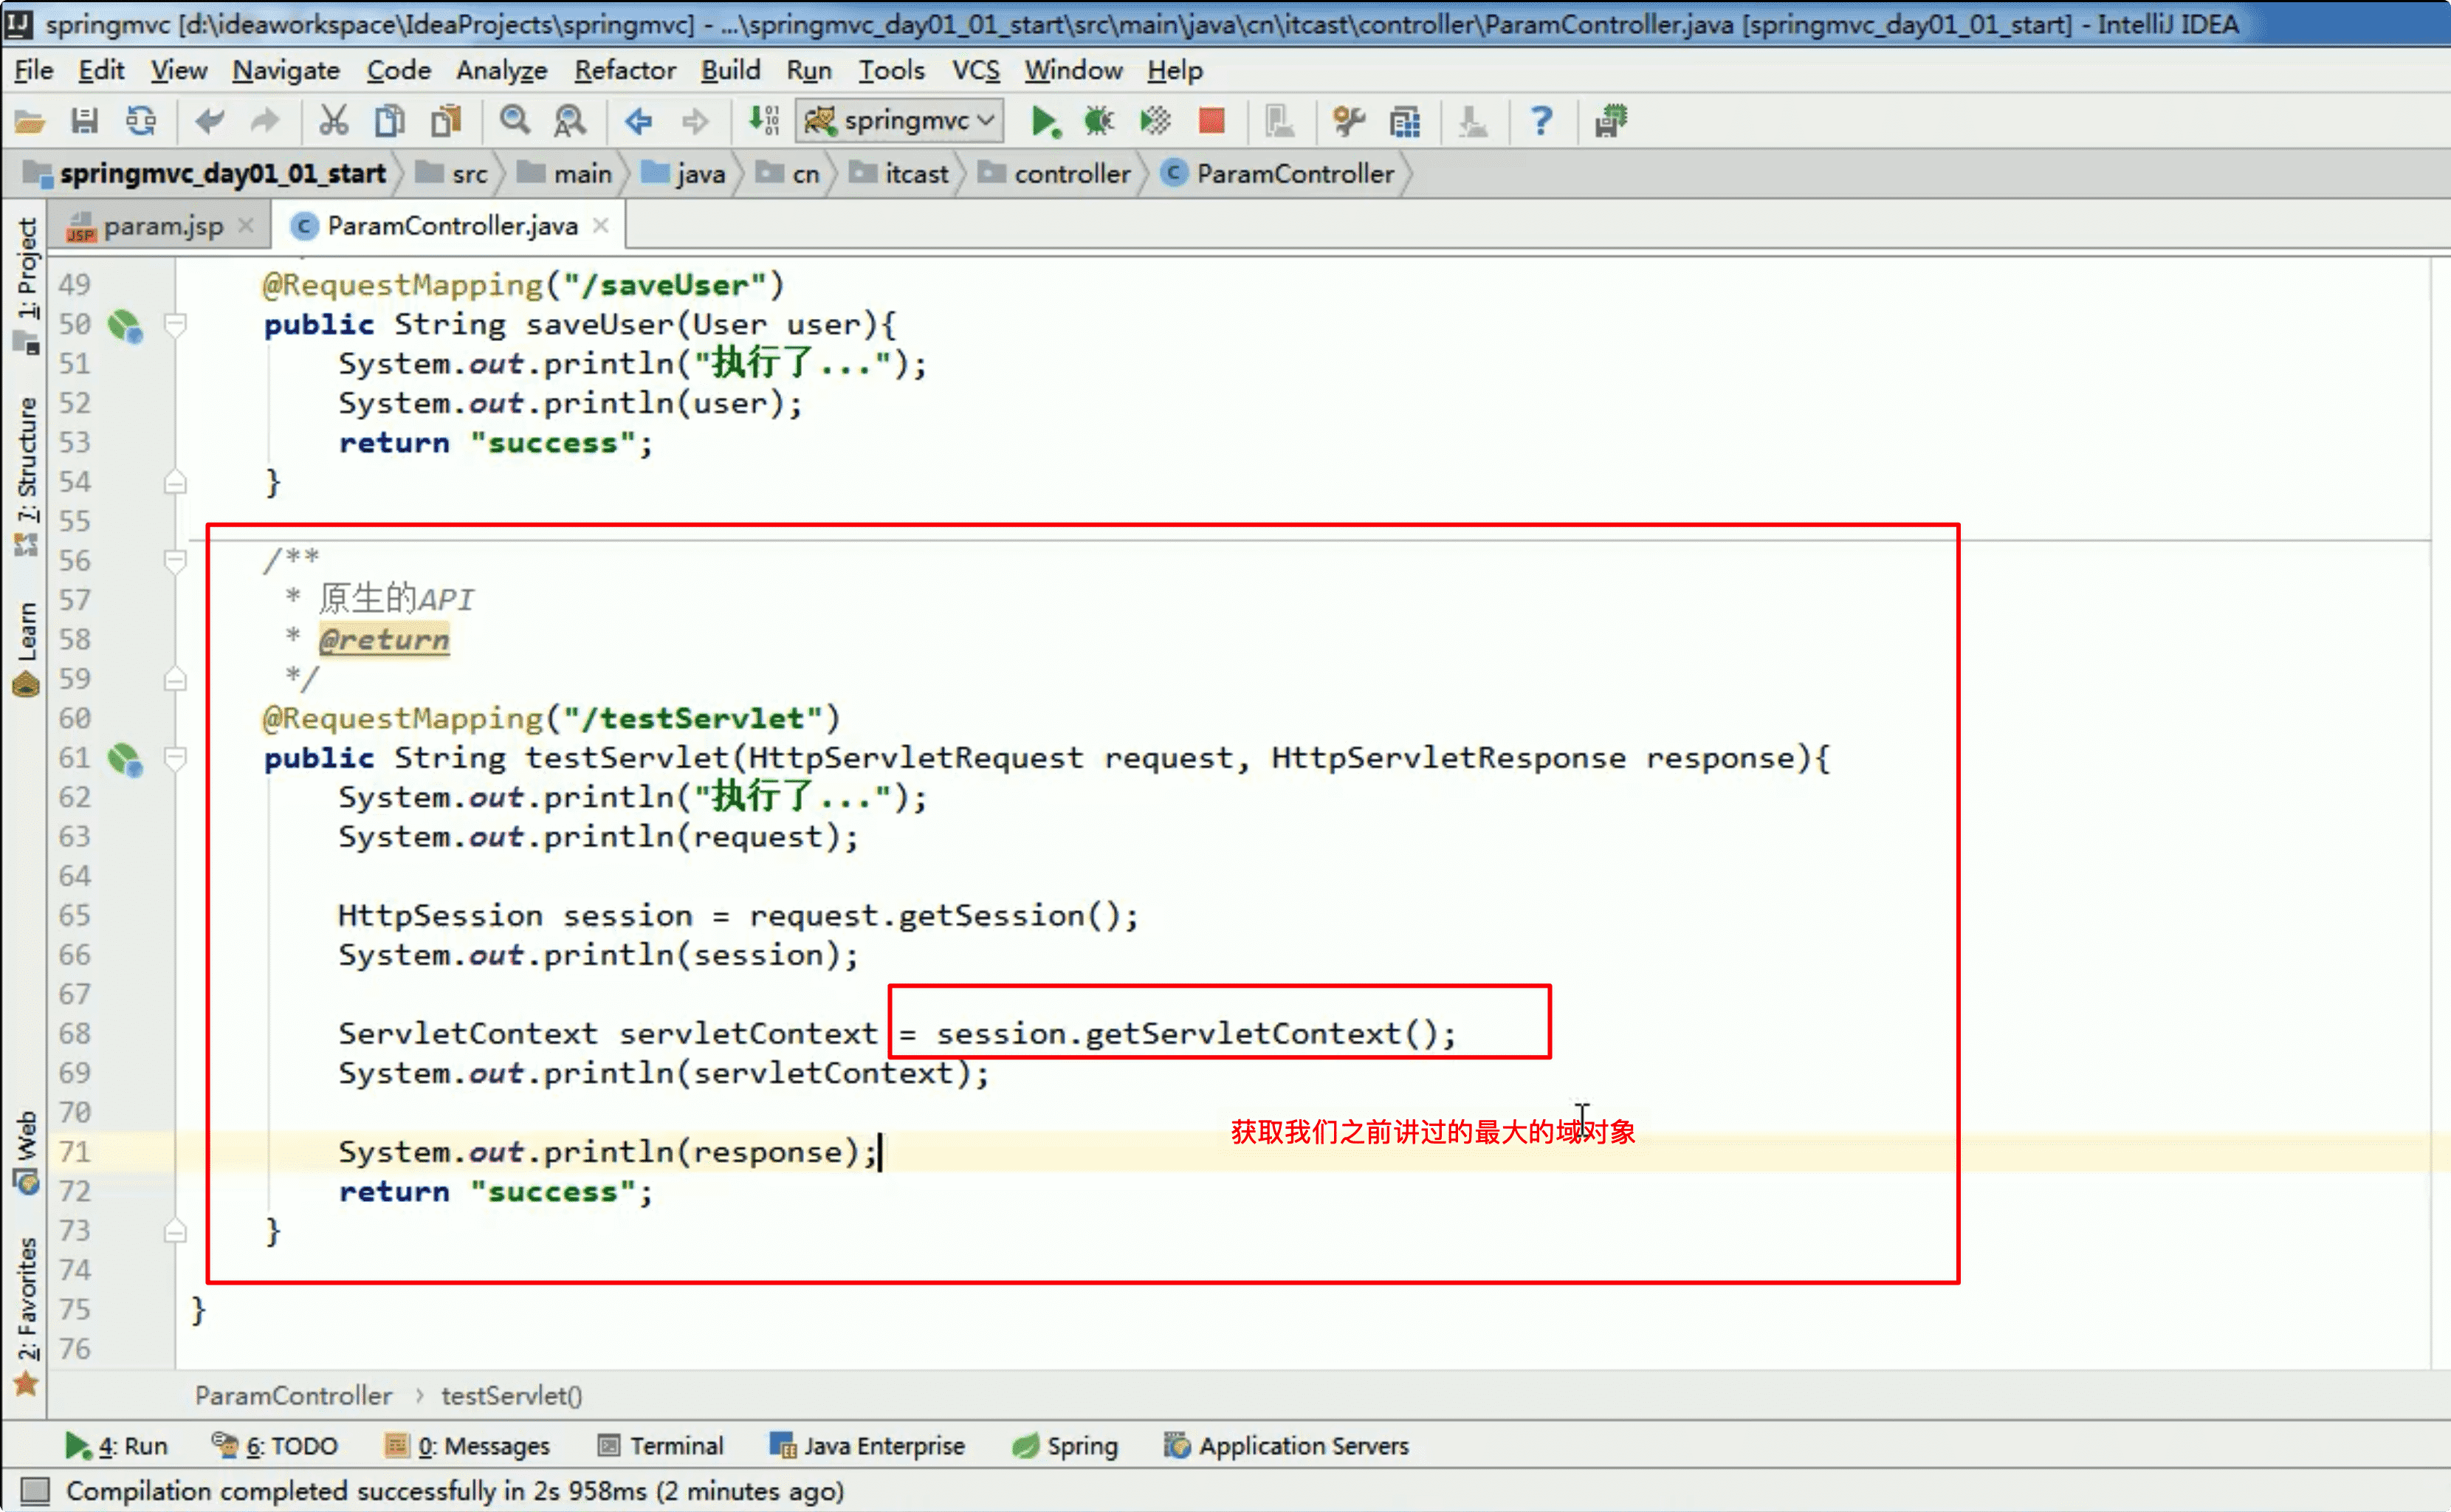 springmvc [d:\ideaworkspace\IdeaProjects\springmvc] - ...\springmvc_day01_01_start\src\main\java\cn\itcast\controller\ParamController.java [springmvc_day01_01_start] - IntelliJ IDEA
File Edit View Navigate Code Analyze Refactor Build Run Tools VCS Window Help
springmvc
springmvc_day01_01_start src main java cn itcast controller ParamController
param.jsp ParamController.java
1: Project
7: Structure
Learn
Web
2: Favorites
49 @RequestMapping("/saveUser")
50 public String saveUser(User user){
51 System.out.println("执行了...");
52 System.out.println(user);
53 return "success";
54 }
55
56 /**
57 * 原生的API
58 * @return
59 */
60 @RequestMapping("/testServlet")
61 public String testServlet(HttpServletRequest request, HttpServletResponse response){
62 System.out.println("执行了...");
63 System.out.println(request);
64
65 HttpSession session = request.getSession();
66 System.out.println(session);
67
68 ServletContext servletContext = session.getServletContext();
69 System.out.println(servletContext);
70
获取我们之前讲过的最大的域对象
71 System.out.println(response);
72 return "success";
73 }
74
75 }
76
ParamController › testServlet()
4: Run 6: TODO 0: Messages Terminal Java Enterprise Spring Application Servers
Compilation completed successfully in 2s 958ms (2 minutes ago)